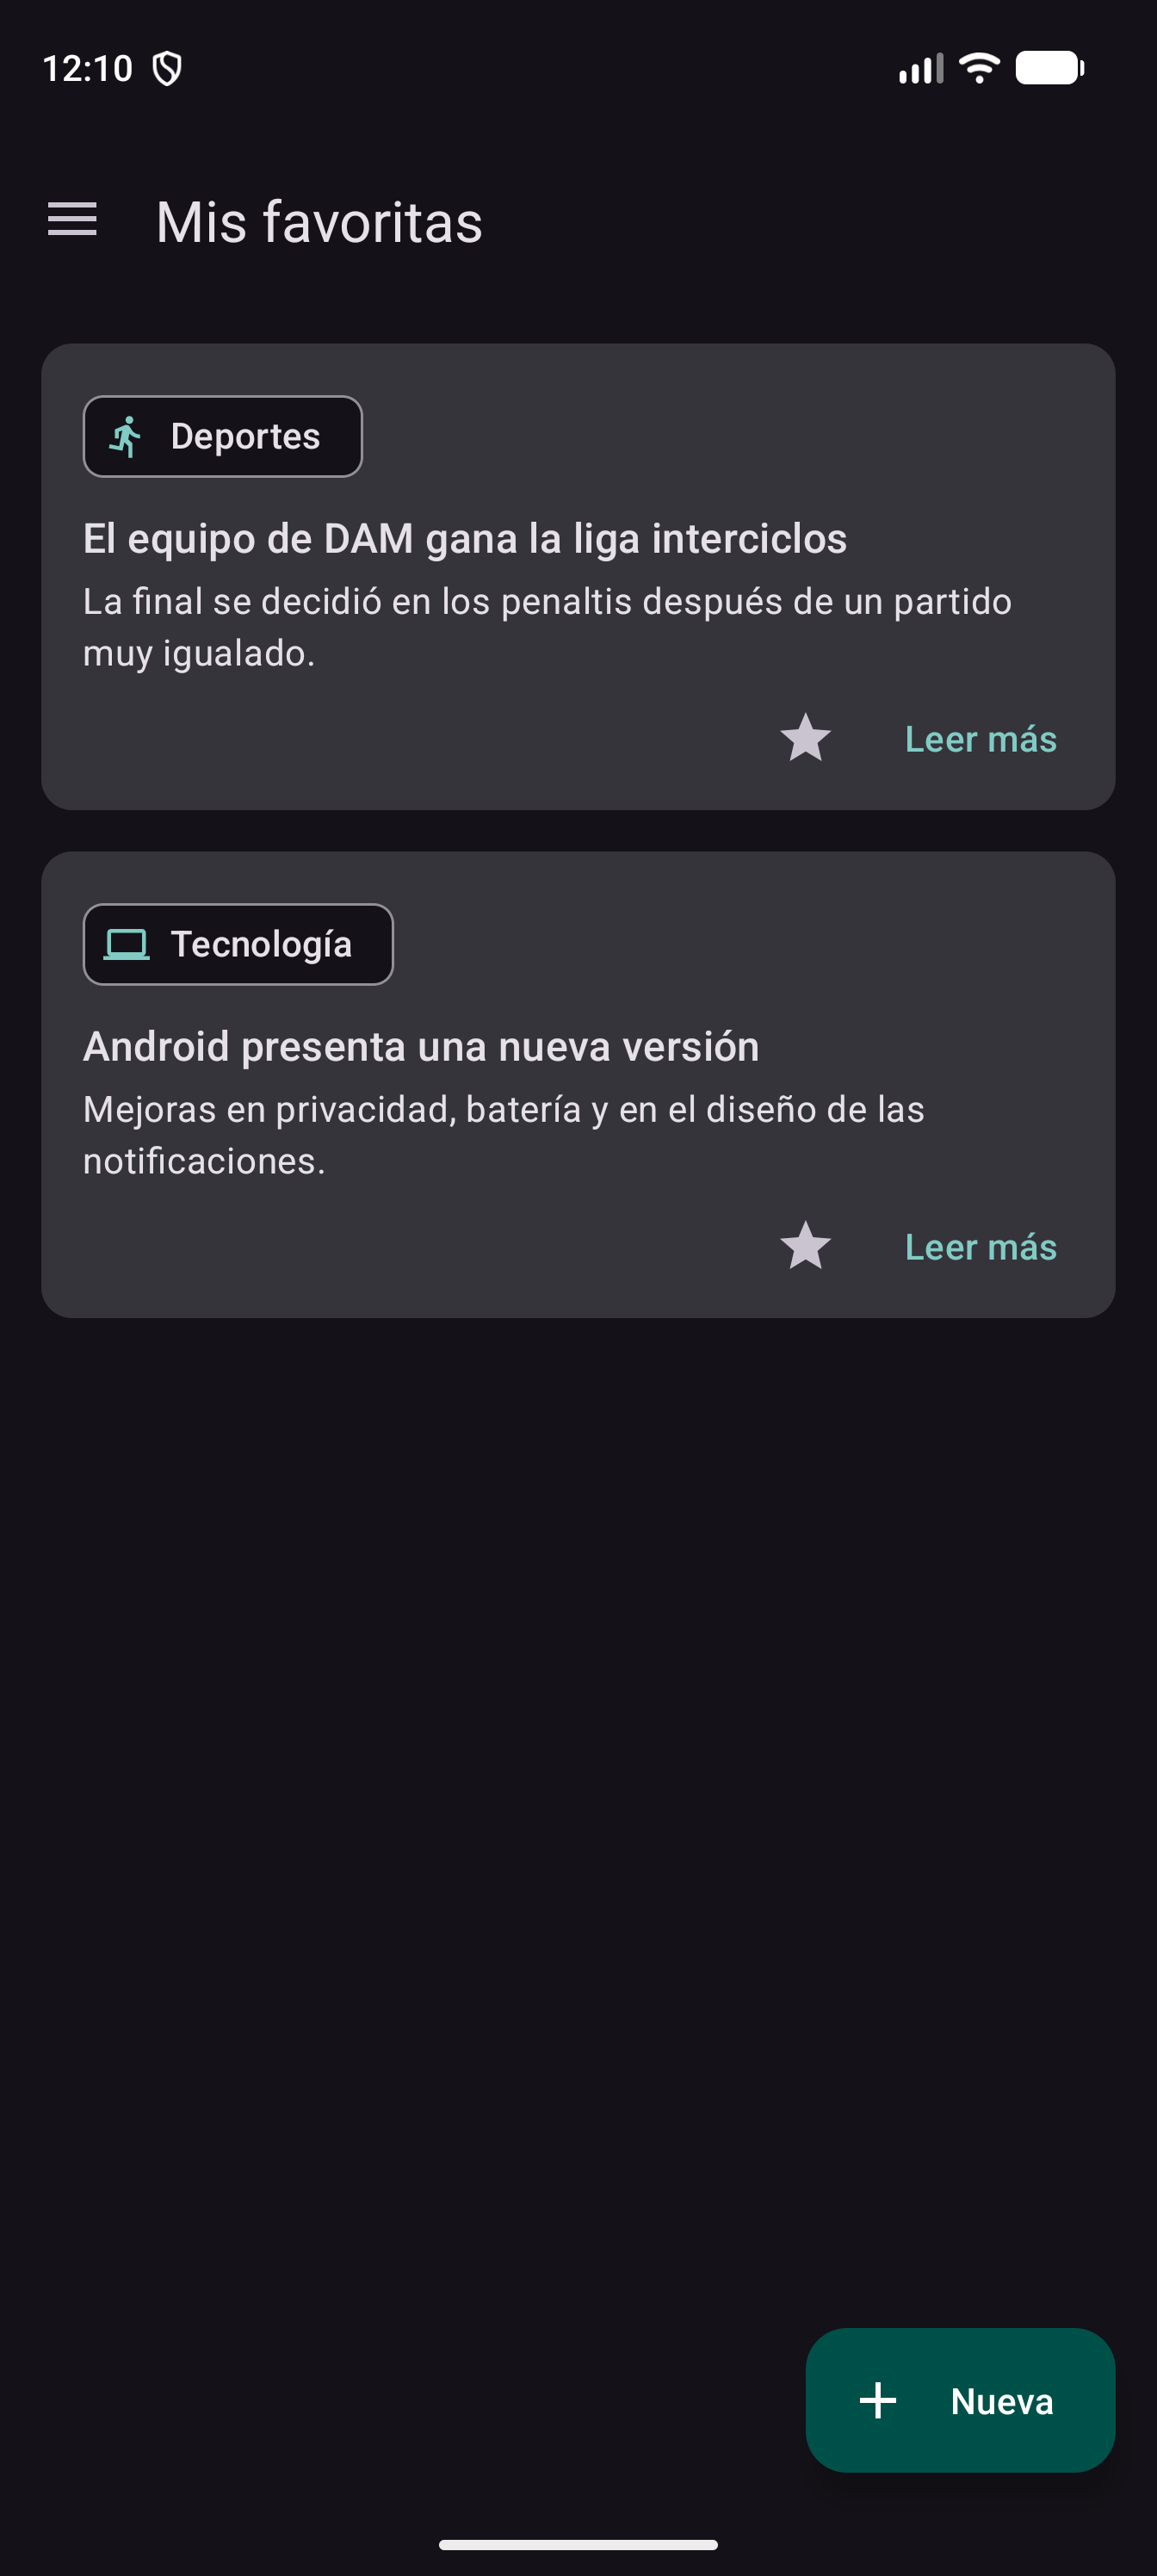 12:10
Mis favoritas
Deportes
El equipo de DAM gana la liga interciclos
La final se decidió en los penaltis después de un partido
muy igualado.
Leer más
Tecnología
Android presenta una nueva versión
Mejoras en privacidad, batería y en el diseño de las
notificaciones.
Leer más
Nueva